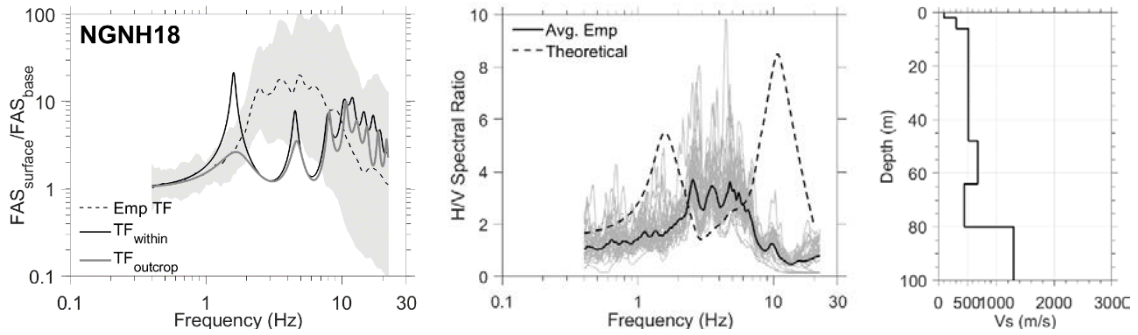 NGNH18
FAS_surface/FAS_base
100
10
1
0.1
Emp TF
TF_within
TF_outcrop
0.1
1
10
30
Frequency (Hz)
H/V Spectral Ratio
10
8
6
4
2
0
Avg. Emp
Theoretical
0.1
1
10
30
Frequency (Hz)
Depth (m)
0
20
40
60
80
100
0
500
1000
2000
300
Vs (m/s)